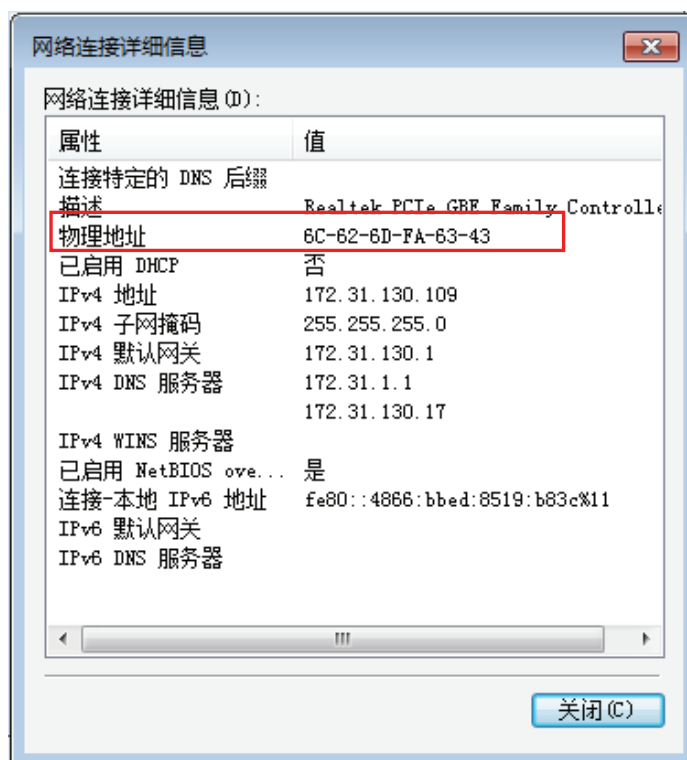 网络连接详细信息
网络连接详细信息(D):
属性 值
连接特定的 DNS 后缀
描述 Realtek PCIe GBE Family Controlle
物理地址 6C-62-6D-FA-63-43
已启用 DHCP 否
IPv4 地址 172.31.130.109
IPv4 子网掩码 255.255.255.0
IPv4 默认网关 172.31.130.1
IPv4 DNS 服务器 172.31.1.1
172.31.130.17
IPv4 WINS 服务器
已启用 NetBIOS ove... 是
连接-本地 IPv6 地址 fe80::4866:bbed:8519:b83c%11
IPv6 默认网关
IPv6 DNS 服务器
关闭(C)